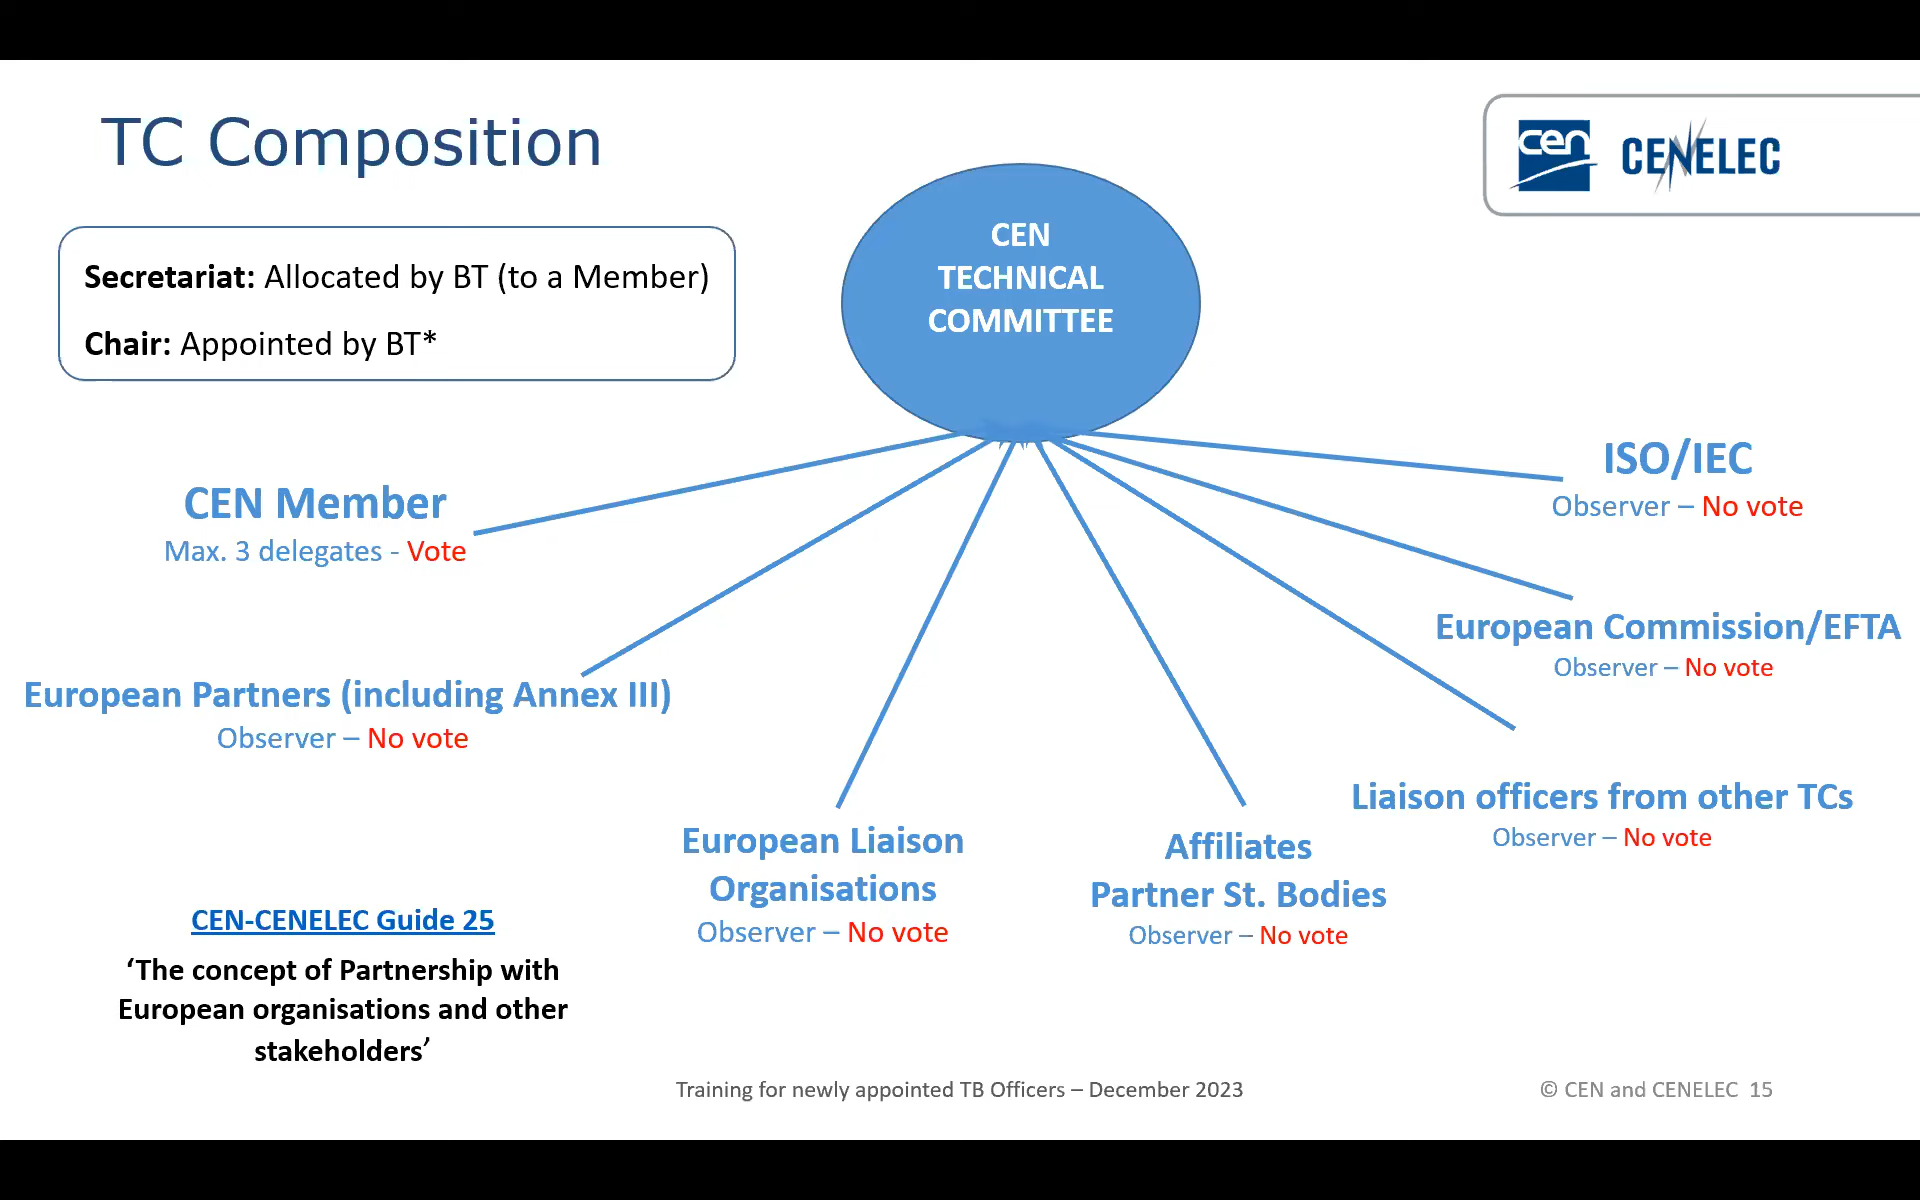 TC Composition
cen CENELEC
Secretariat: Allocated by BT (to a Member)
Chair: Appointed by BT*
CEN
TECHNICAL
COMMITTEE
CEN Member
Max. 3 delegates - Vote
European Partners (including Annex III)
Observer – No vote
European Liaison
Organisations
Observer – No vote
Affiliates
Partner St. Bodies
Observer – No vote
Liaison officers from other TCs
Observer – No vote
European Commission/EFTA
Observer – No vote
ISO/IEC
Observer – No vote
CEN-CENELEC Guide 25
‘The concept of Partnership with
European organisations and other
stakeholders’
Training for newly appointed TB Officers – December 2023
© CEN and CENELEC 15